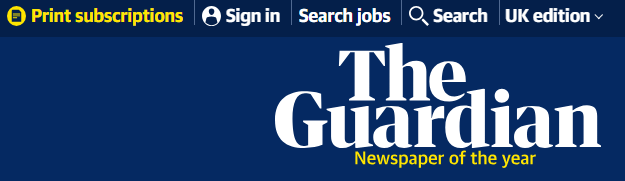 Print subscriptions Sign in Search jobs Search UK edition
The
Guardian
Newspaper of the year